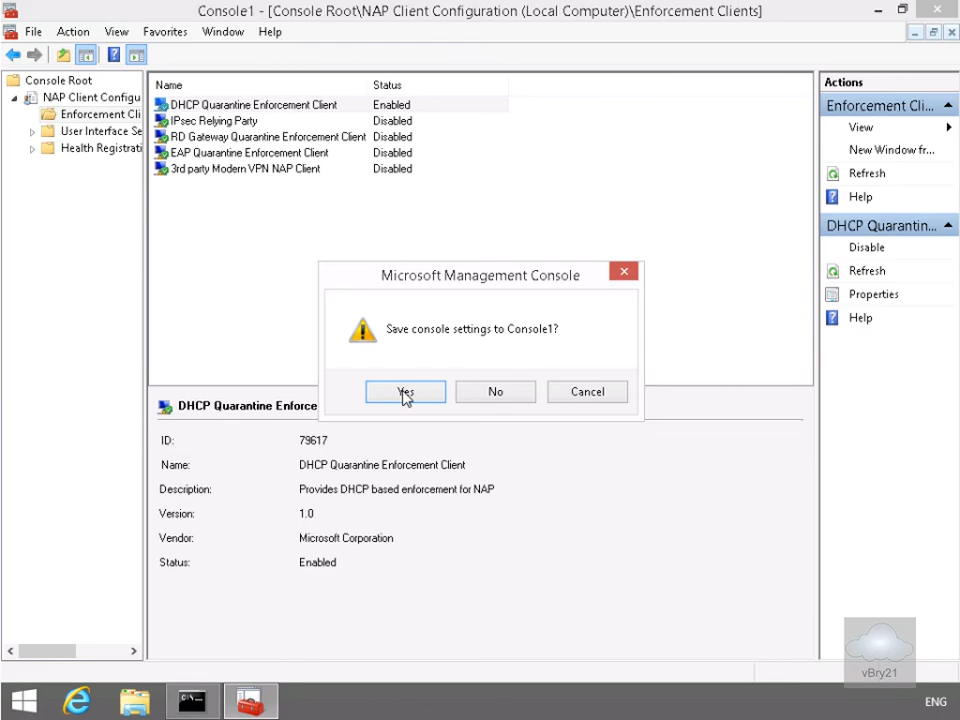 Console1 - [Console Root\NAP Client Configuration (Local Computer)\Enforcement Clients]
File Action View Favorites Window Help
Console Root
NAP Client Configu
Enforcement Cli
User Interface Se
Health Registrati
Name Status
DHCP Quarantine Enforcement Client Enabled
IPsec Relying Party Disabled
RD Gateway Quarantine Enforcement Client Disabled
EAP Quarantine Enforcement Client Disabled
3rd party Modern VPN NAP Client Disabled
Actions
Enforcement Cli...
View
New Window fr...
Refresh
Help
DHCP Quarantin...
Disable
Refresh
Properties
Help
Microsoft Management Console
Save console settings to Console1?
Yes No Cancel
DHCP Quarantine Enforce
ID: 79617
Name: DHCP Quarantine Enforcement Client
Description: Provides DHCP based enforcement for NAP
Version: 1.0
Vendor: Microsoft Corporation
Status: Enabled
vBry21
ENG